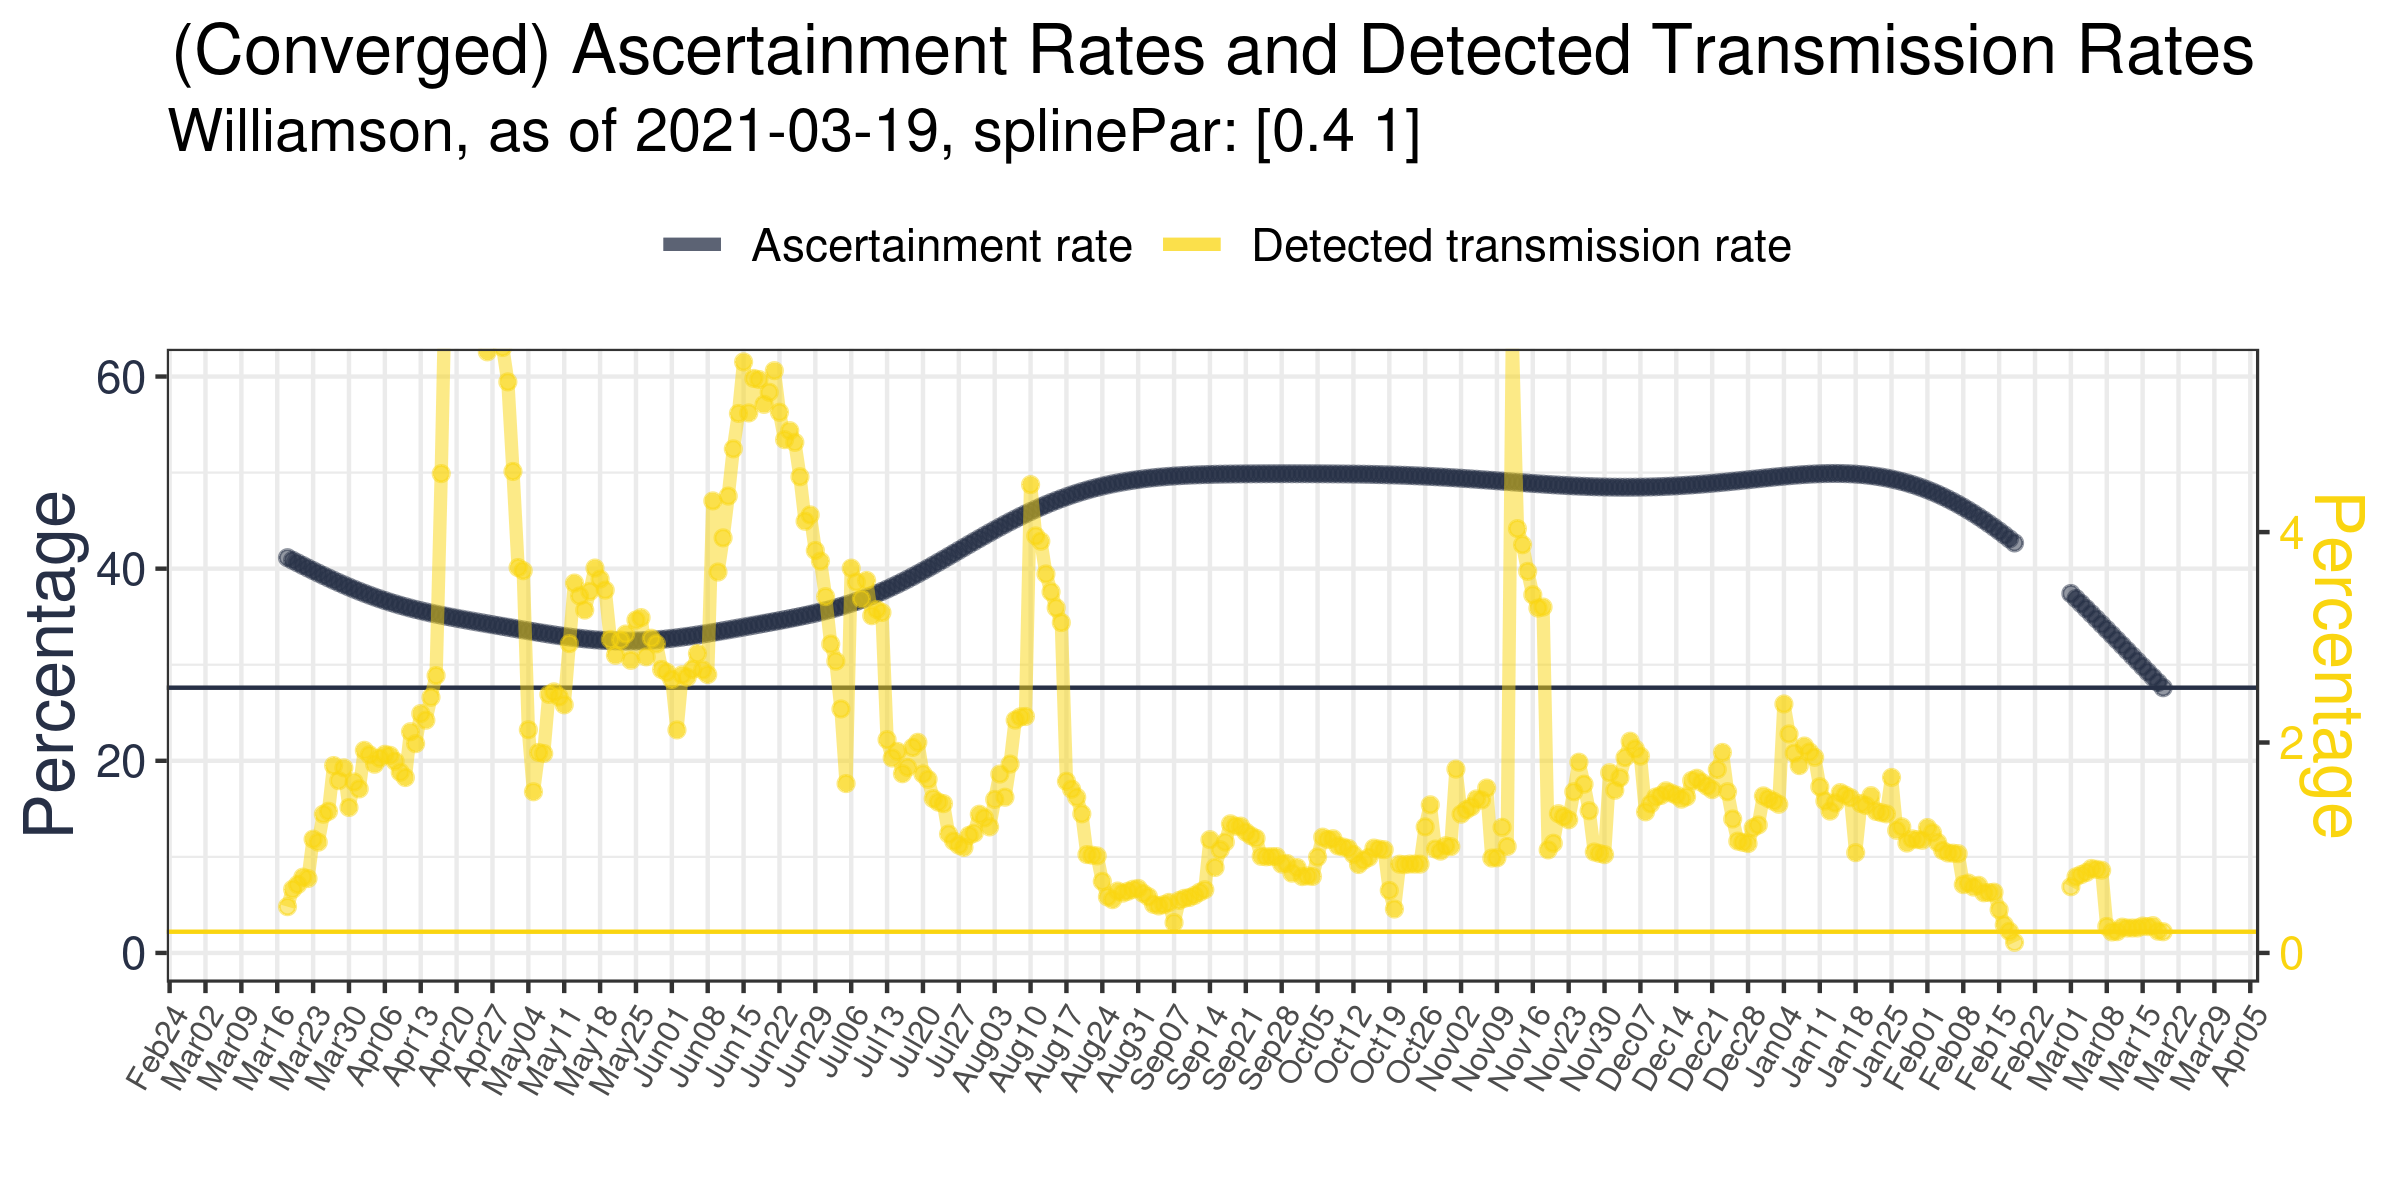 (Converged) Ascertainment Rates and Detected Transmission Rates
Williamson, as of 2021-03-19, splinePar: [0.4 1]
Ascertainment rate Detected transmission rate
Percentage
60
40
20
0
4
2
0
Percentage
Feb24 Mar02 Mar09 Mar16 Mar23 Mar30 Apr06 Apr13 Apr20 Apr27 May04 May11 May18 May25 Jun01 Jun08 Jun15 Jun22 Jun29 Jul06 Jul13 Jul20 Jul27 Aug03 Aug10 Aug17 Aug24 Aug31 Sep07 Sep14 Sep21 Sep28 Oct05 Oct12 Oct19 Oct26 Nov02 Nov09 Nov16 Nov23 Nov30 Dec07 Dec14 Dec21 Dec28 Jan04 Jan11 Jan18 Jan25 Feb01 Feb08 Feb15 Feb22 Mar01 Mar08 Mar15 Mar22 Mar29 Apr05